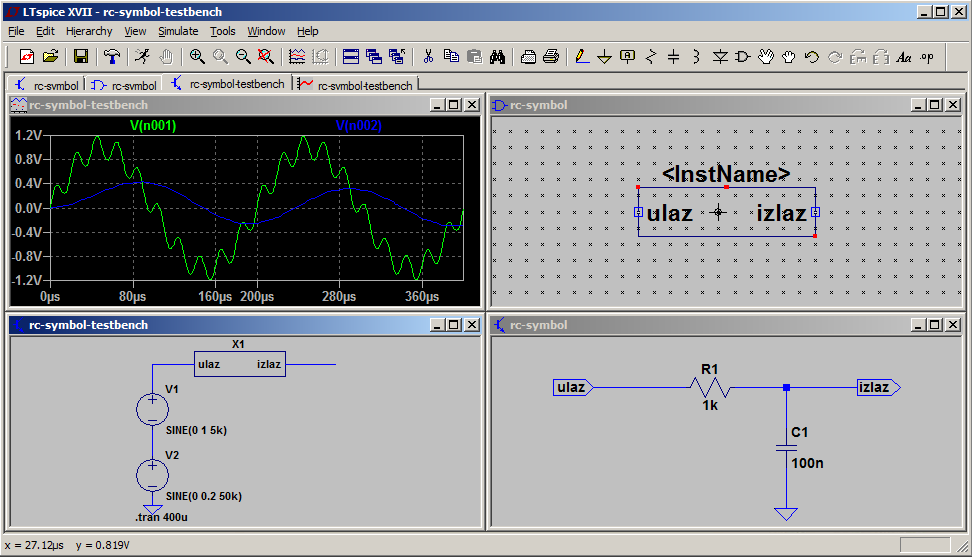 LTspice XVII - rc-symbol-testbench
File Edit Hierarchy View Simulate Tools Window Help
A Aa .op
rc-symbol rc-symbol rc-symbol-testbench rc-symbol-testbench
rc-symbol-testbench
V(n001) V(n002)
1.2V
0.8V
0.4V
0.0V
-0.4V
-0.8V
-1.2V
0µs 80µs 160µs 200µs 280µs 360µs
rc-symbol
<InstName>
ulaz izlaz
rc-symbol-testbench
X1
ulaz izlaz
V1
SINE(0 1 5k)
V2
SINE(0 0.2 50k)
.tran 400u
rc-symbol
R1
ulaz izlaz
1k
C1
100n
x = 27.12µs y = 0.819V